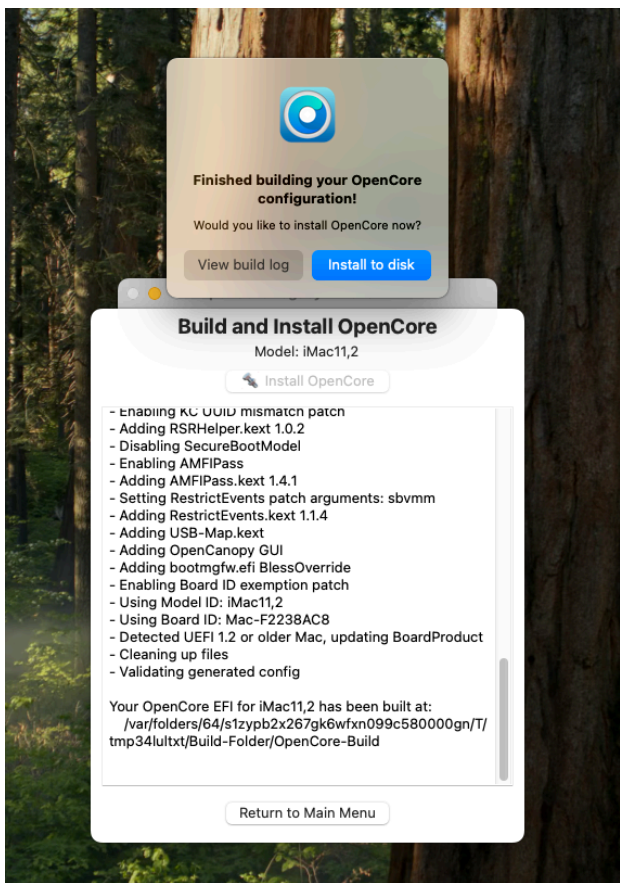 Finished building your OpenCore
configuration!
Would you like to install OpenCore now?
View build log
Install to disk
Build and Install OpenCore
Model: iMac11,2
Install OpenCore
- Enabling KC UUID mismatch patch
- Adding RSRHelper.kext 1.0.2
- Disabling SecureBootModel
- Enabling AMFIPass
- Adding AMFIPass.kext 1.4.1
- Setting RestrictEvents patch arguments: sbvmm
- Adding RestrictEvents.kext 1.1.4
- Adding USB-Map.kext
- Adding OpenCanopy GUI
- Adding bootmgfw.efi BlessOverride
- Enabling Board ID exemption patch
- Using Model ID: iMac11,2
- Using Board ID: Mac-F2238AC8
- Detected UEFI 1.2 or older Mac, updating BoardProduct
- Cleaning up files
- Validating generated config
Your OpenCore EFI for iMac11,2 has been built at:
/var/folders/64/s1zypb2x267gk6wfxn099c580000gn/T/
tmp34lultxt/Build-Folder/OpenCore-Build
Return to Main Menu